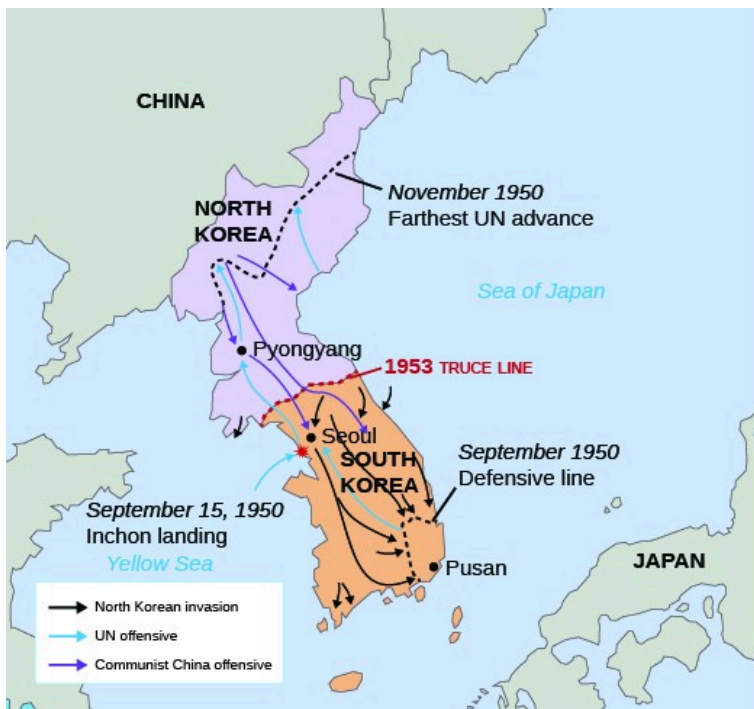 CHINA
November 1950
Farthest UN advance
NORTH
KOREA
Sea of Japan
Pyongyang
1953 TRUCE LINE
Seoul
SOUTH
KOREA
September 1950
Defensive line
September 15, 1950
Inchon landing
Yellow Sea
JAPAN
Pusan
North Korean invasion
UN offensive
Communist China offensive